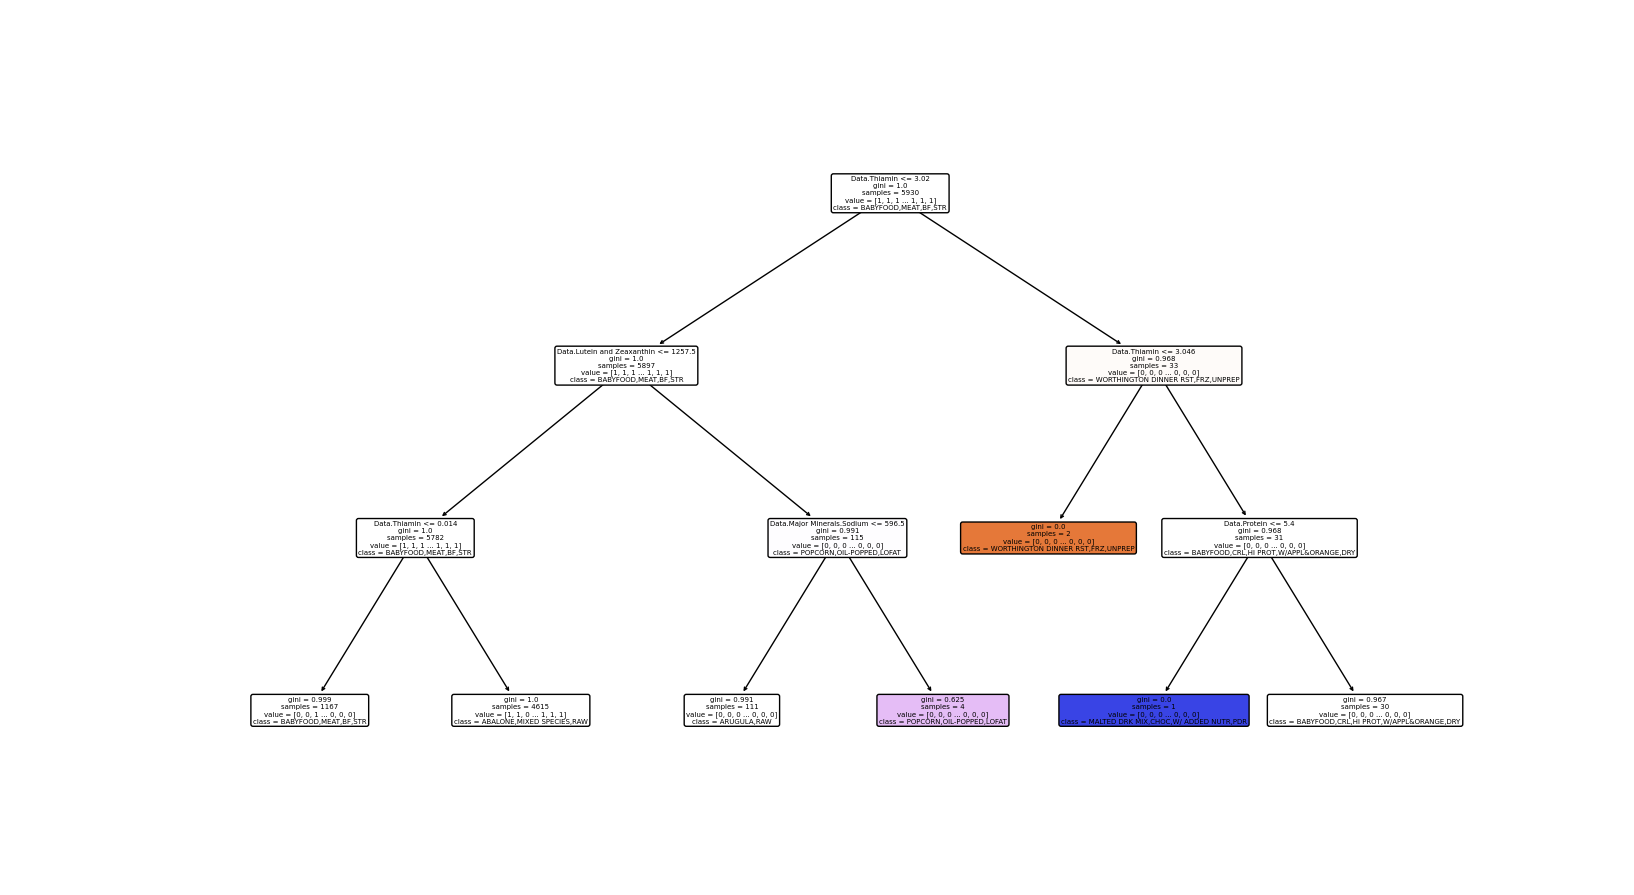 Data.Thiamin <= 3.02
gini = 1.0
samples = 5930
value = [1, 1, 1 ... 1, 1, 1]
class = BABYFOOD,MEAT,BF,STR
Data.Lutein and Zeaxanthin <= 1257.5
gini = 1.0
samples = 5897
value = [1, 1, 1 ... 1, 1, 1]
class = BABYFOOD,MEAT,BF,STR
Data.Thiamin <= 3.046
gini = 0.968
samples = 33
value = [0, 0, 0 ... 0, 0, 0]
class = WORTHINGTON DINNER RST,FRZ,UNPREP
Data.Thiamin <= 0.014
gini = 1.0
samples = 5782
value = [1, 1, 1 ... 1, 1, 1]
class = BABYFOOD,MEAT,BF,STR
Data.Major Minerals.Sodium <= 596.5
gini = 0.991
samples = 115
value = [0, 0, 0 ... 0, 0, 0]
class = POPCORN,OIL-POPPED,LOFAT
gini = 0.0
samples = 2
value = [0, 0, 0 ... 0, 0, 0]
class = WORTHINGTON DINNER RST,FRZ,UNPREP
Data.Protein <= 5.4
gini = 0.968
samples = 31
value = [0, 0, 0 ... 0, 0, 0]
class = BABYFOOD,CRL,HI PROT,W/APPL&ORANGE,DRY
gini = 0.999
samples = 1167
value = [0, 0, 1 ... 0, 0, 0]
class = BABYFOOD,MEAT,BF,STR
gini = 1.0
samples = 4615
value = [1, 1, 0 ... 1, 1, 1]
class = ABALONE,MIXED SPECIES,RAW
gini = 0.991
samples = 111
value = [0, 0, 0 ... 0, 0, 0]
class = ARUGULA,RAW
gini = 0.625
samples = 4
value = [0, 0, 0 ... 0, 0, 0]
class = POPCORN,OIL-POPPED,LOFAT
gini = 0.0
samples = 1
value = [0, 0, 0 ... 0, 0, 0]
class = MALTED DRK MIX,CHOC,W/ ADDED NUTR,PDR
gini = 0.967
samples = 30
value = [0, 0, 0 ... 0, 0, 0]
class = BABYFOOD,CRL,HI PROT,W/APPL&ORANGE,DRY